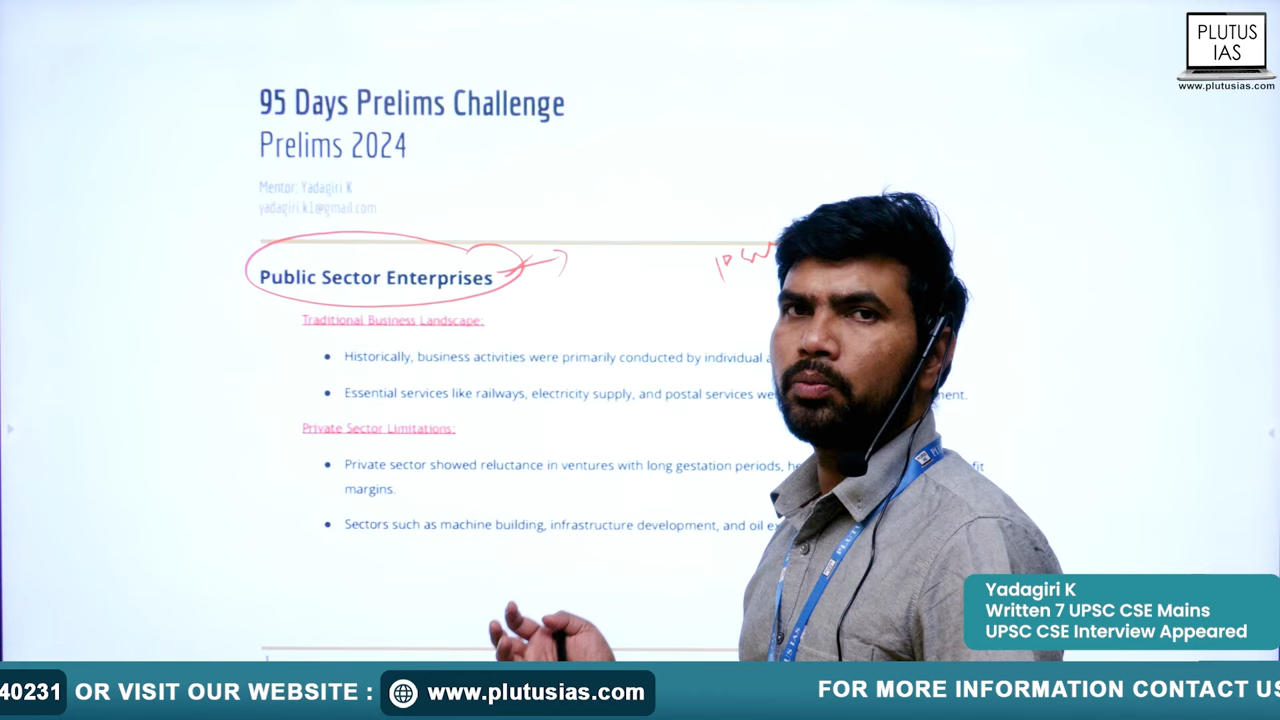 PLUTUS
IAS
www.plutusias.com
95 Days Prelims Challenge
Prelims 2024
Mentor: Yadagiri K
yadagiri.k1@gmail.com
Public Sector Enterprises
Traditional Business Landscape:
Historically, business activities were primarily conducted by individual
Essential services like railways, electricity supply, and postal services
Private Sector Limitations:
Private sector showed reluctance in ventures with long gestation periods,
margins.
Sectors such as machine building, infrastructure development, and oil
Yadagiri K
Written 7 UPSC CSE Mains
UPSC CSE Interview Appeared
40231 OR VISIT OUR WEBSITE : www.plutusias.com FOR MORE INFORMATION CONTACT US